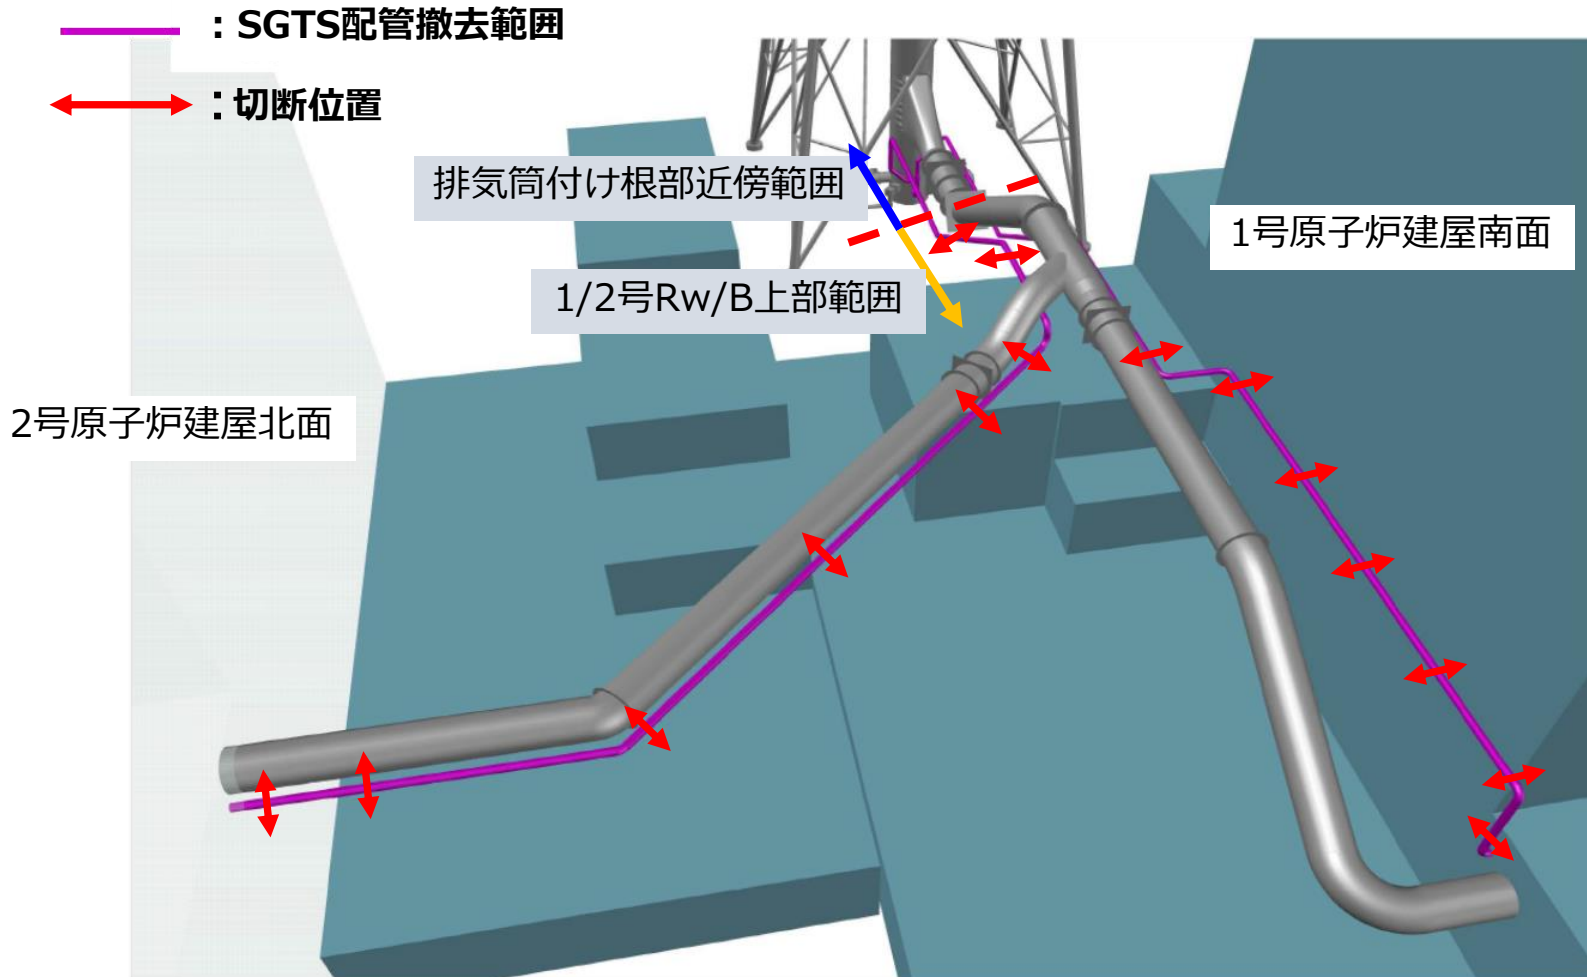 ：SGTS配管撤去範囲
：切断位置
排気筒付け根部近傍範囲
1号原子炉建屋南面
1/2号Rw/B上部範囲
2号原子炉建屋北面